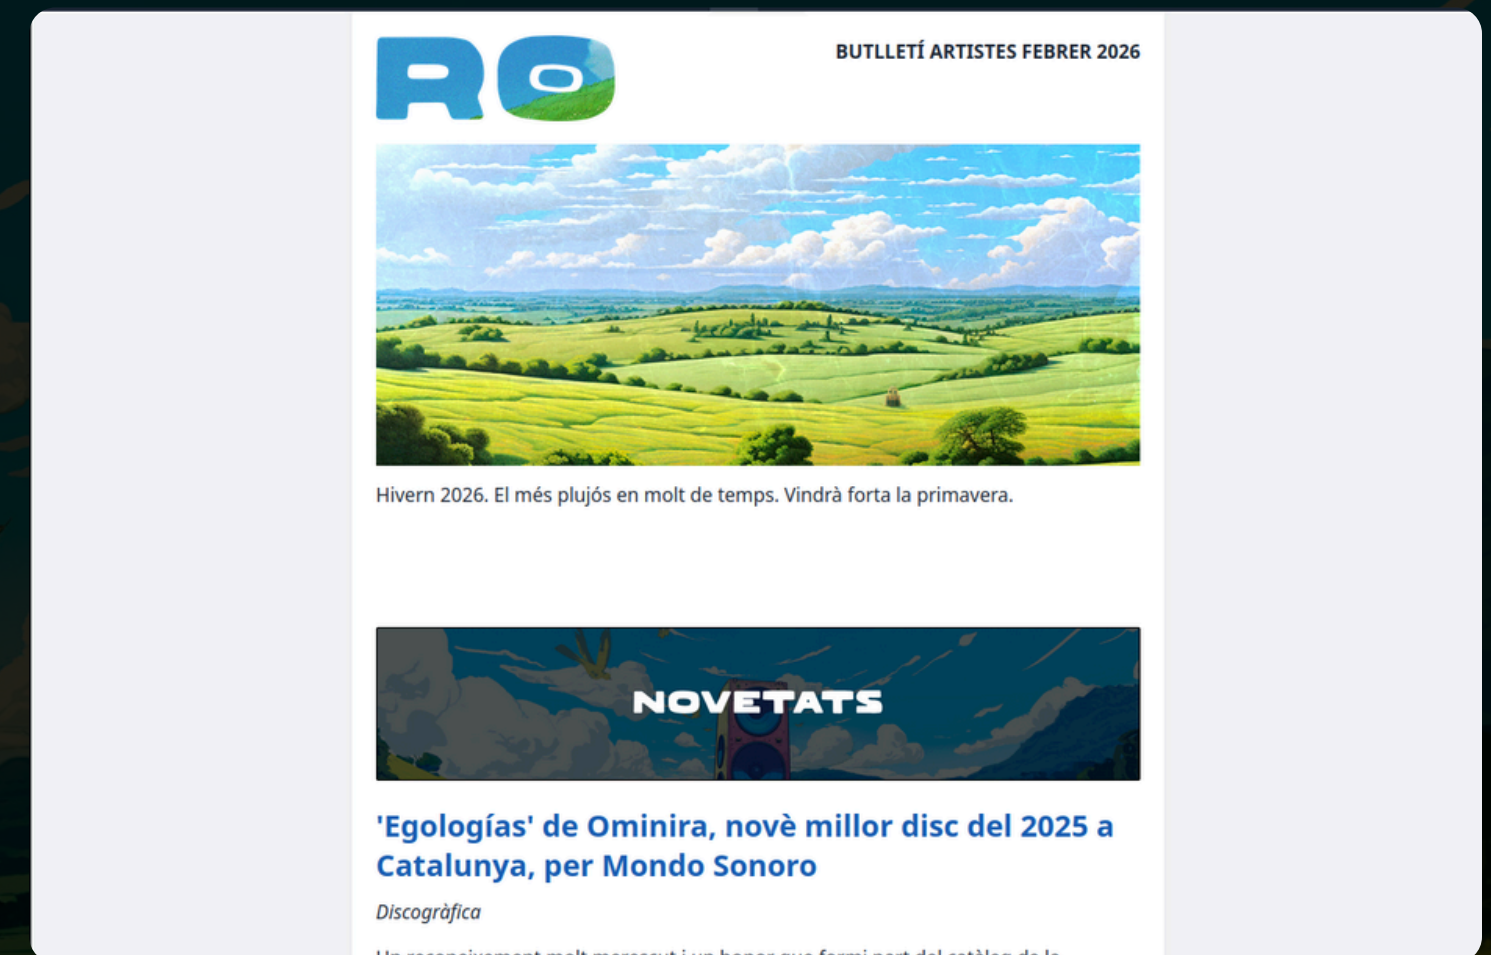 RO
BUTLLETÍ ARTISTES FEBRER 2026
Hivern 2026. El més plujós en molt de temps. Vindrà forta la primavera.
NOVETATS
'Egologías' de Ominira, novè millor disc del 2025 a
Catalunya, per Mondo Sonoro
Discogràfica